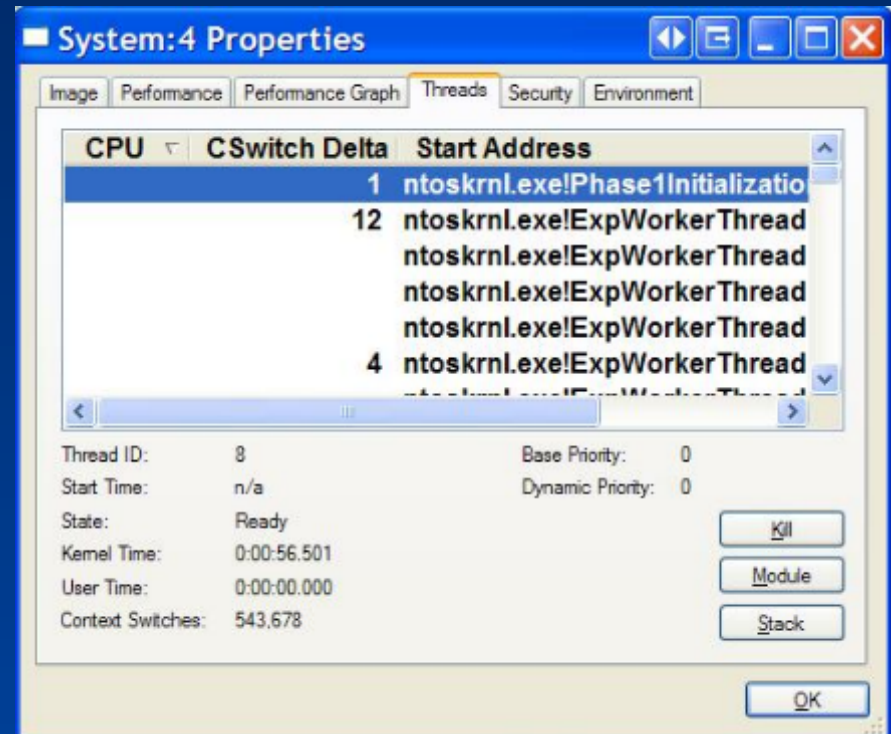 System:4 Properties
Image Performance Performance Graph Threads Security Environment
CPU CSwitch Delta Start Address
1 ntoskrnl.exe!Phase1Initializatio
12 ntoskrnl.exe!ExpWorkerThread
ntoskrnl.exe!ExpWorkerThread
ntoskrnl.exe!ExpWorkerThread
ntoskrnl.exe!ExpWorkerThread
4 ntoskrnl.exe!ExpWorkerThread
Thread ID: 8 Base Priority: 0
Start Time: n/a Dynamic Priority: 0
State: Ready
Kill
Kernel Time: 0:00:56.501
User Time: 0:00:00.000
Module
Context Switches: 543,678
Stack
OK